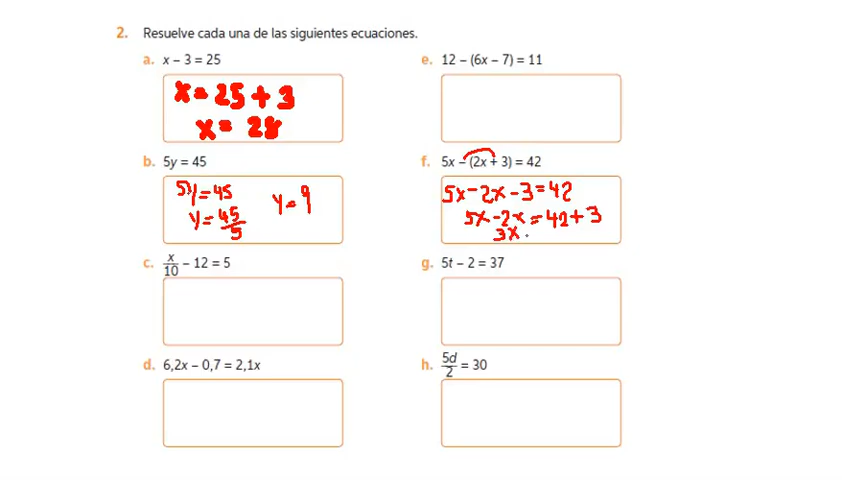 2. Resuelve cada una de las siguientes ecuaciones.
a. x – 3 = 25
x = 25 + 3
x = 28
b. 5y = 45
5y = 45
y = 45/5
y = 9
c. x/10 – 12 = 5
d. 6,2x – 0,7 = 2,1x
e. 12 – (6x – 7) = 11
f. 5x – (2x + 3) = 42
5x - 2x - 3 = 42
5x - 2x = 42 + 3
3x
g. 5t – 2 = 37
h. 5d/2 = 30